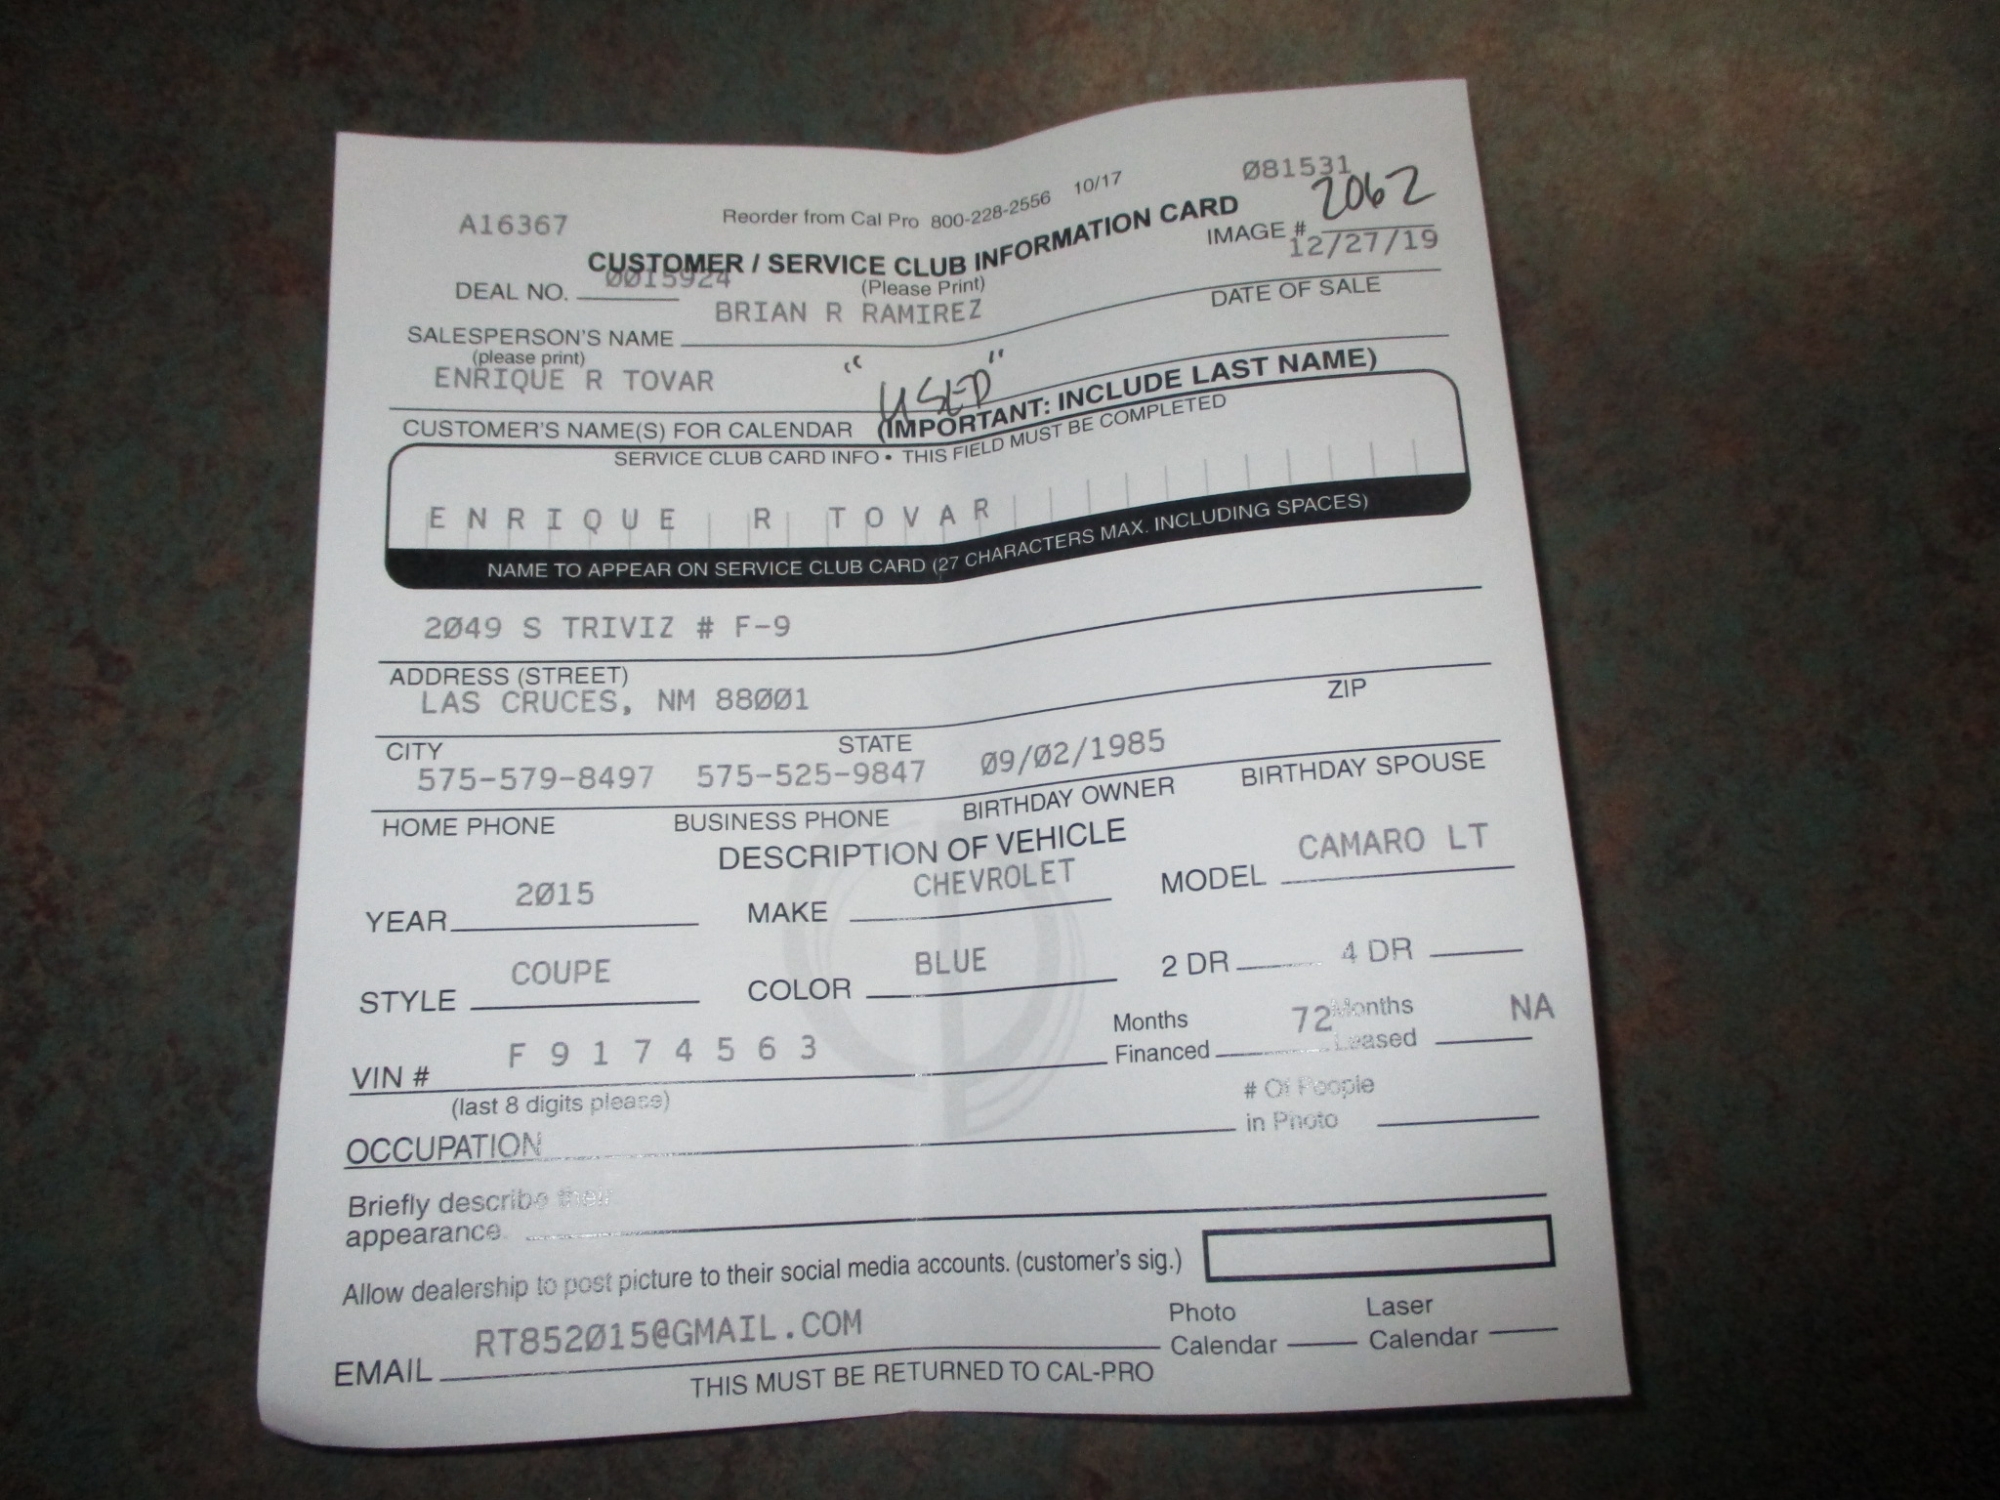 Ø81531
A16367 Reorder from Cal Pro 800-228-2556 10/17
IMAGE # 2062
CUSTOMER / SERVICE CLUB INFORMATION CARD
12/27/19
DEAL NO. ØØ15924 (Please Print)
DATE OF SALE
BRIAN R RAMIREZ
SALESPERSON'S NAME
(please print)
ENRIQUE R TOVAR "USED"
CUSTOMER'S NAME(S) FOR CALENDAR (IMPORTANT: INCLUDE LAST NAME)
SERVICE CLUB CARD INFO • THIS FIELD MUST BE COMPLETED
ENRIQUE R TOVAR
NAME TO APPEAR ON SERVICE CLUB CARD (27 CHARACTERS MAX. INCLUDING SPACES)
2Ø49 S TRIVIZ # F-9
ADDRESS (STREET)
LAS CRUCES, NM 88ØØ1
CITY STATE ZIP
575-579-8497 575-525-9847 Ø9/Ø2/1985
HOME PHONE BUSINESS PHONE BIRTHDAY OWNER BIRTHDAY SPOUSE
DESCRIPTION OF VEHICLE
YEAR 2Ø15 MAKE CHEVROLET MODEL CAMARO LT
STYLE COUPE COLOR BLUE 2 DR 4 DR
VIN # F 9 1 7 4 5 6 3 Months Financed 72 Months Leased NA
(last 8 digits please)
OCCUPATION # Of People in Photo
Briefly describe their
appearance.
Allow dealership to post picture to their social media accounts. (customer's sig.)
EMAIL RT852Ø15@GMAIL.COM Photo Calendar Laser Calendar
THIS MUST BE RETURNED TO CAL-PRO